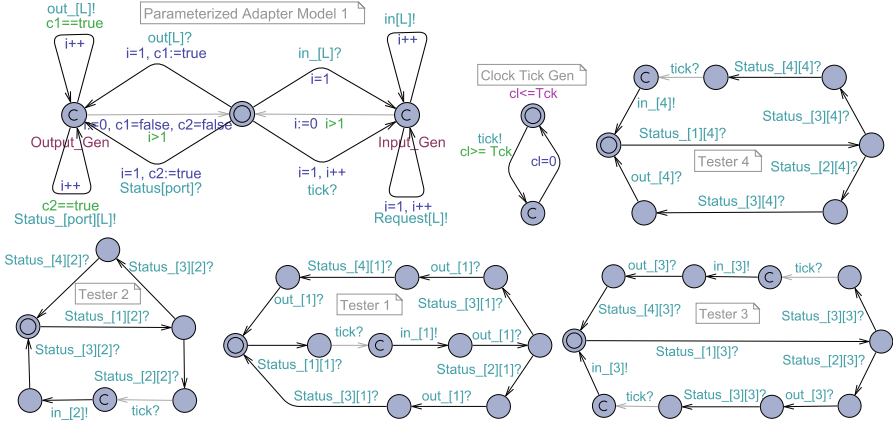 Parameterized Adapter Model 1
out_[L]!
c1==true
i++
out[L]?
i=1, c1:=true
in_[L]?
i=1
in[L]!
i++
C
i:=0, c1=false, c2=false
i>1
Output_Gen
i:=0 i>1
C
Input_Gen
i=1, c2:=true
Status[port]?
i=1, i++
tick?
i++
c2==true
Status_[port][L]!
i=1, i++
Request[L]!
Clock Tick Gen
cl<=Tck
tick!
cl>= Tck
cl=0
C
C
tick?
Status_[4][4]?
in_[4]!
Status_[3][4]?
Status_[1][4]?
Tester 4
Status_[2][4]?
out_[4]?
Status_[3][4]?
Status_[4][2]?
Status_[3][2]?
Tester 2
Status_[1][2]?
Status_[3][2]?
Status_[2][2]?
in_[2]!
C
tick?
Status_[4][1]?
out_[1]?
out_[1]?
Tester 1
Status_[3][1]?
tick?
C
in_[1]!
out_[1]?
Status_[1][1]?
Status_[2][1]?
Status_[3][1]?
out_[1]?
out_[3]?
in_[3]!
C
tick?
Status_[4][3]?
Tester 3
Status_[3][3]?
Status_[1][3]?
Status_[2][3]?
in_[3]!
C
tick?
Status_[3][3]?
out_[3]?